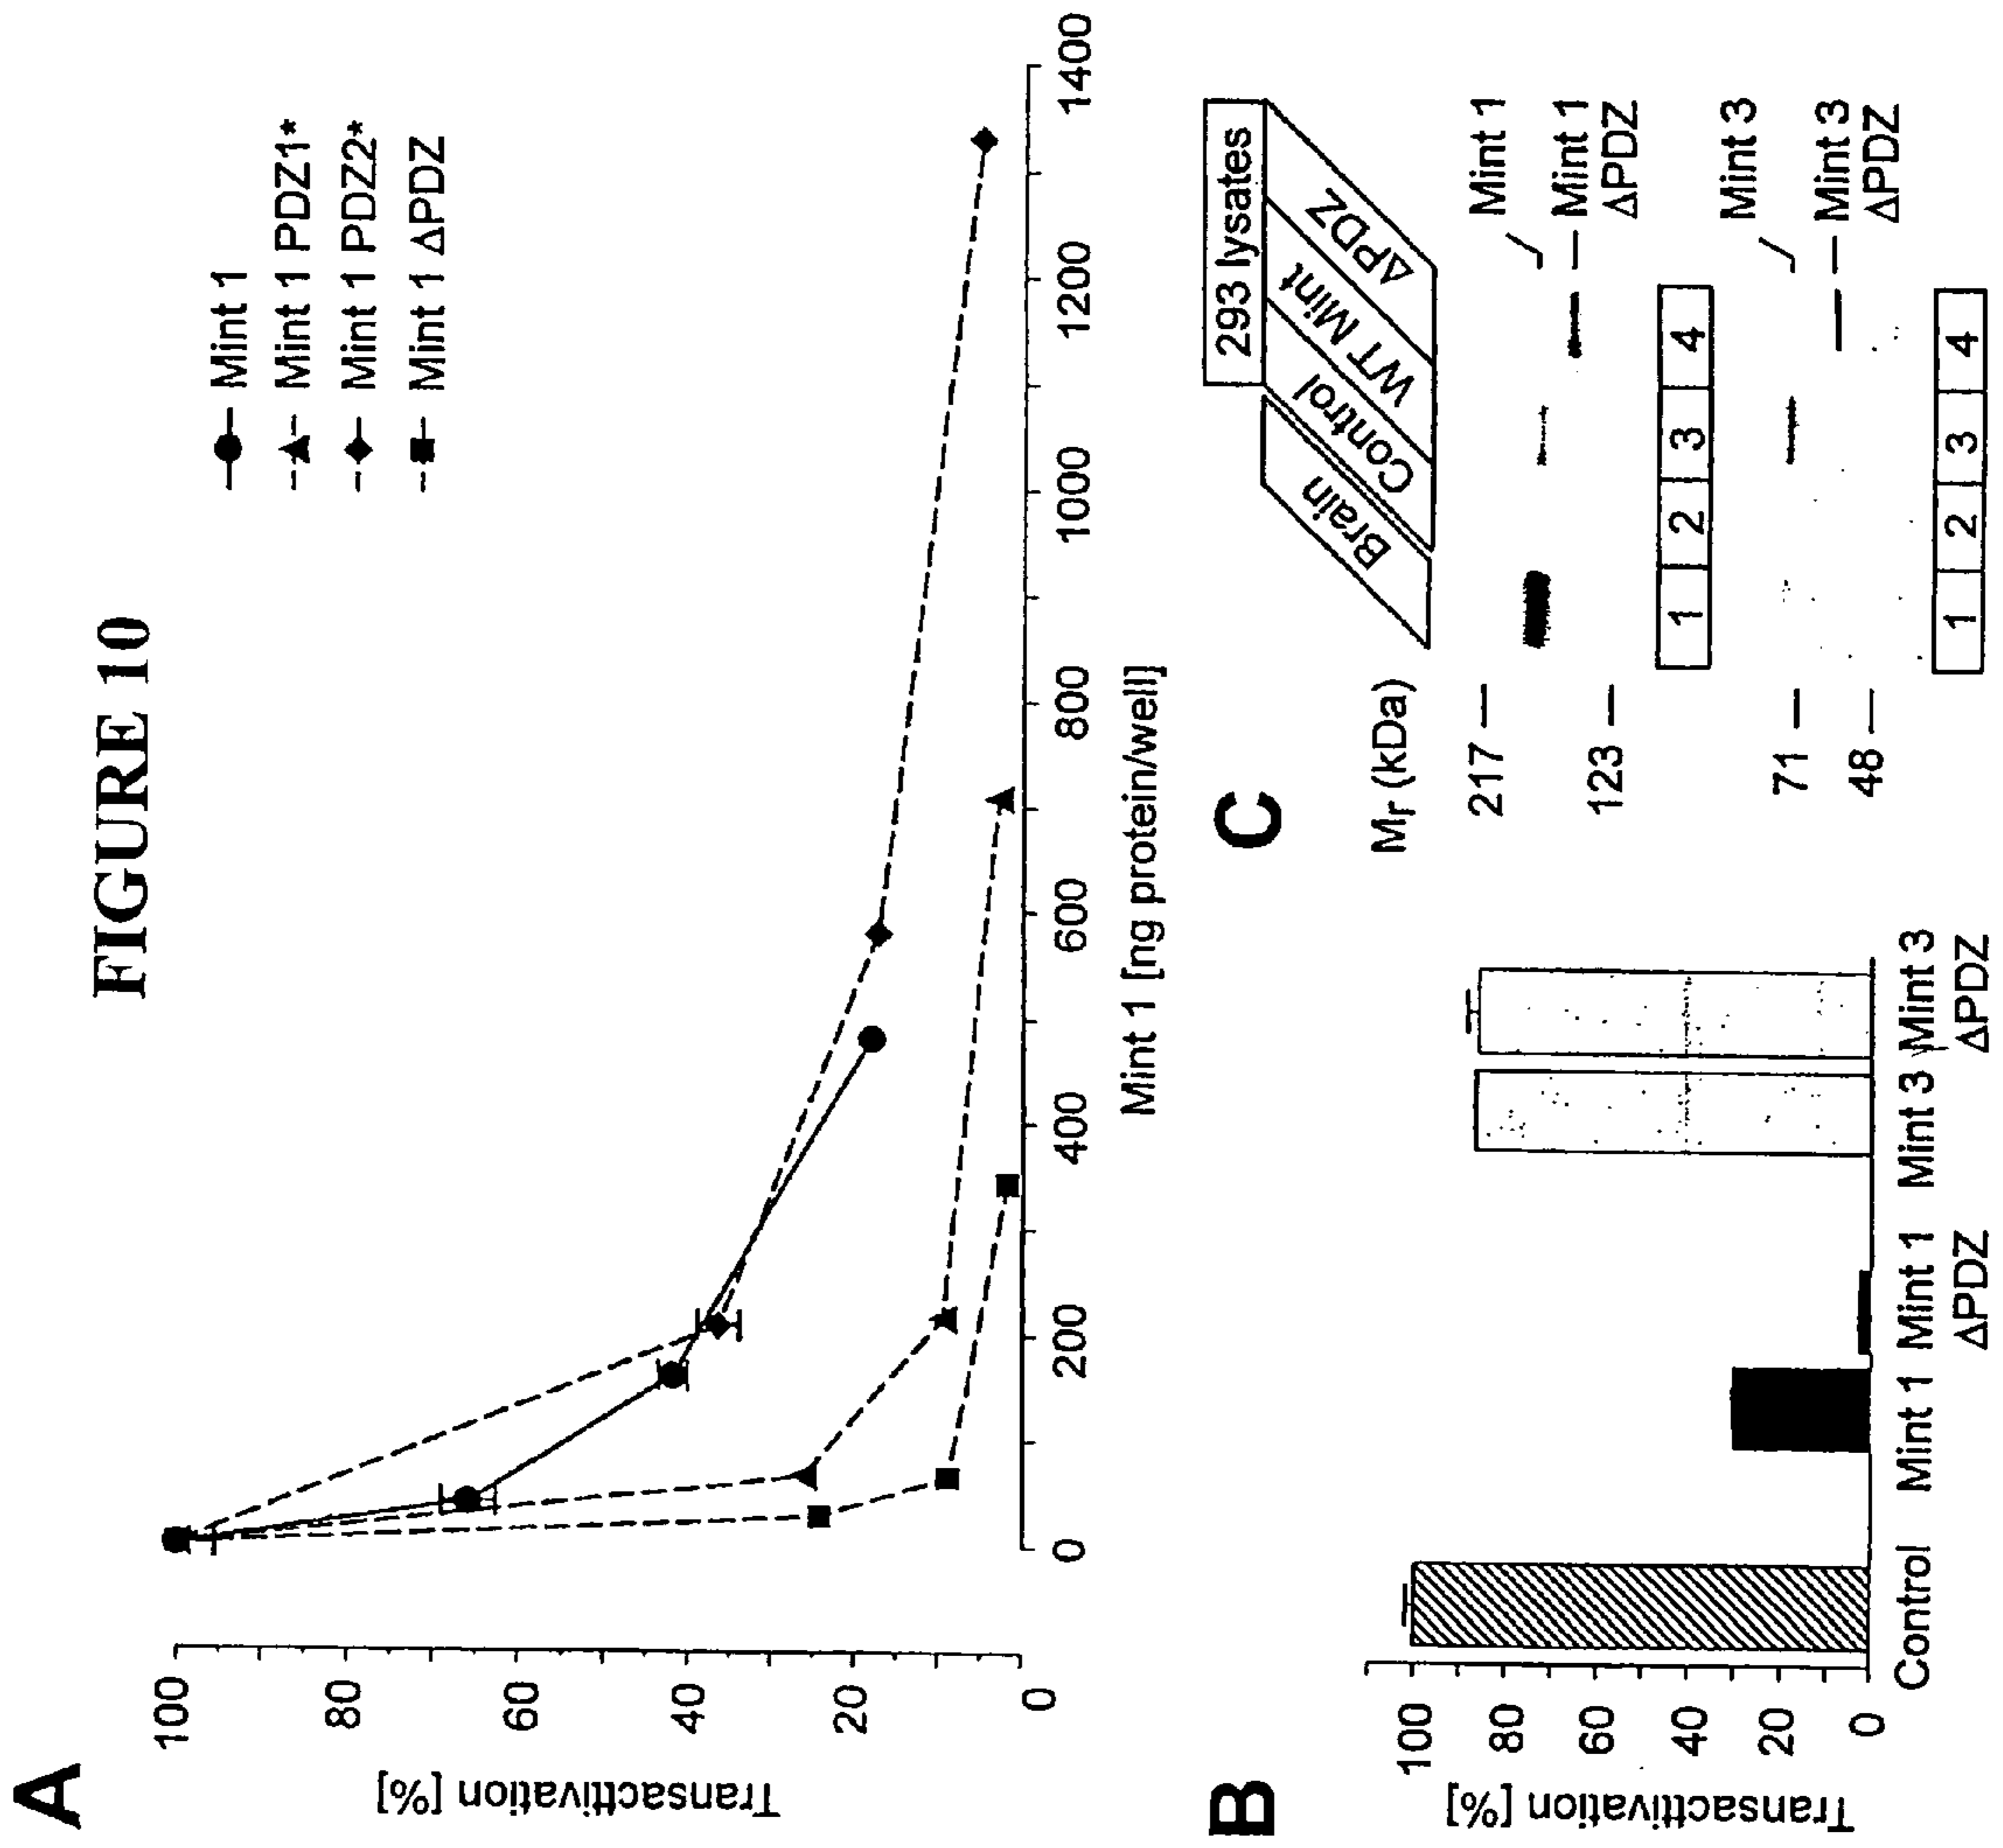 FIGURE 10
A
Transacttivation [%]
100
80
60
40
20
0
Mint 1
Mint 1 PDZ1*
Mint 1 PDZ2*
Mint 1 ΔPDZ
0 200 400 600 800 1000 1200 1400
Mint 1 [ng protein/well]
B
Transacttivation [%]
100
80
60
40
20
0
Control Mint 1 Mint 1 Mint 3 Mint 3
ΔPDZ ΔPDZ
C
293 lysates
Brain Control WT Mint ΔPDZ
Mr (kDa)
217
Mint 1
Mint 1
123
ΔPDZ
1 2 3 4
Mint 3
71
Mint 3
48
ΔPDZ
1 2 3 4